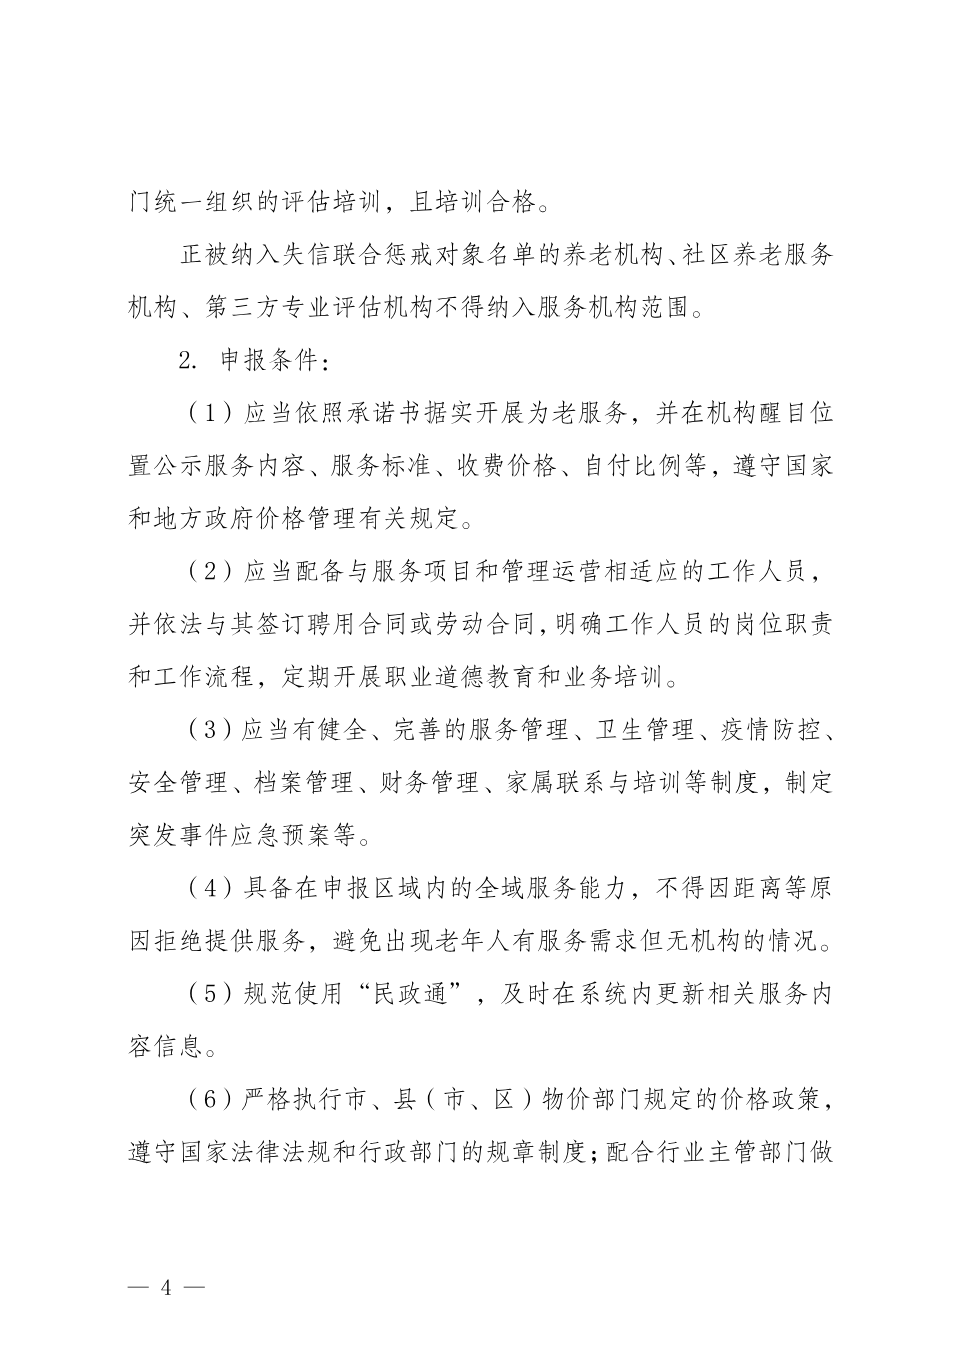 门统一组织的评估培训，且培训合格。
正被纳入失信联合惩戒对象名单的养老机构、社区养老服务
机构、第三方专业评估机构不得纳入服务机构范围。
2. 申报条件：
（1）应当依照承诺书据实开展为老服务，并在机构醒目位
置公示服务内容、服务标准、收费价格、自付比例等，遵守国家
和地方政府价格管理有关规定。
（2）应当配备与服务项目和管理运营相适应的工作人员，
并依法与其签订聘用合同或劳动合同，明确工作人员的岗位职责
和工作流程，定期开展职业道德教育和业务培训。
（3）应当有健全、完善的服务管理、卫生管理、疫情防控、
安全管理、档案管理、财务管理、家属联系与培训等制度，制定
突发事件应急预案等。
（4）具备在申报区域内的全域服务能力，不得因距离等原
因拒绝提供服务，避免出现老年人有服务需求但无机构的情况。
（5）规范使用“民政通”，及时在系统内更新相关服务内
容信息。
（6）严格执行市、县（市、区）物价部门规定的价格政策，
遵守国家法律法规和行政部门的规章制度；配合行业主管部门做
— 4 —